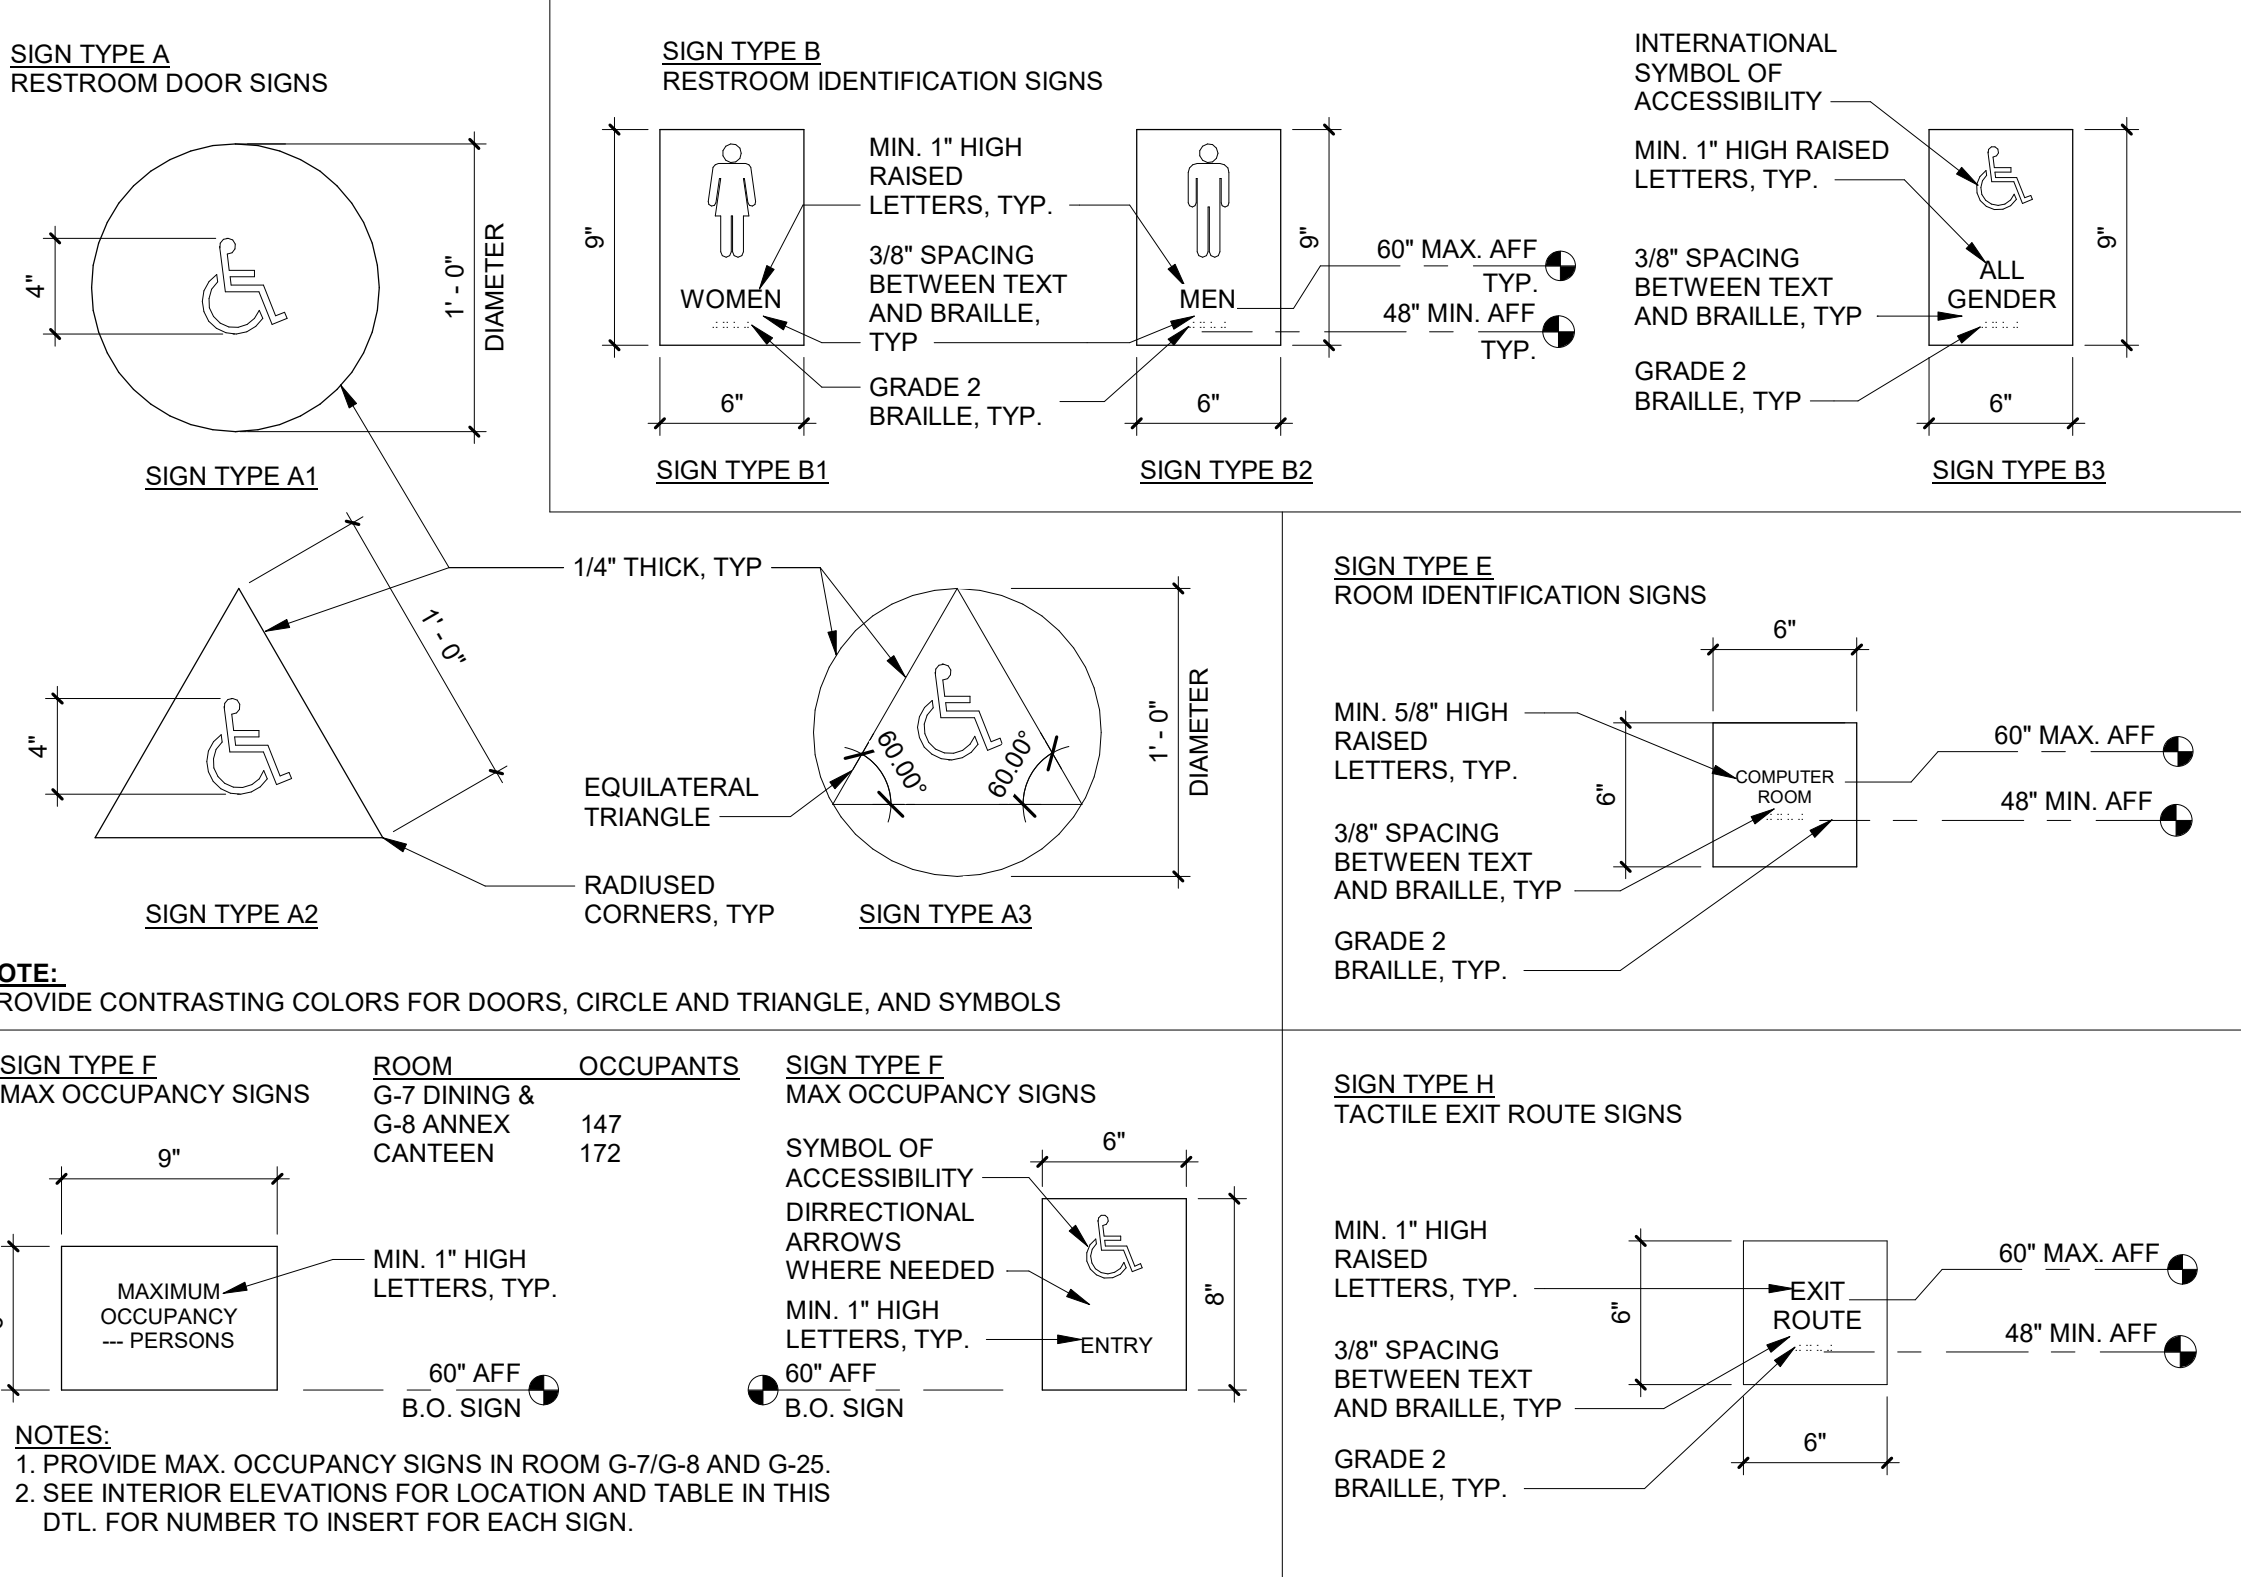 SIGN TYPE A
RESTROOM DOOR SIGNS
4"
1' - 0"
DIAMETER
SIGN TYPE A1
SIGN TYPE B
RESTROOM IDENTIFICATION SIGNS
9"
WOMEN
6"
SIGN TYPE B1
MIN. 1" HIGH
RAISED
LETTERS, TYP.
3/8" SPACING
BETWEEN TEXT
AND BRAILLE,
TYP
GRADE 2
BRAILLE, TYP.
MEN
9"
6"
SIGN TYPE B2
60" MAX. AFF
TYP.
48" MIN. AFF
TYP.
INTERNATIONAL
SYMBOL OF
ACCESSIBILITY
MIN. 1" HIGH RAISED
LETTERS, TYP.
3/8" SPACING
BETWEEN TEXT
AND BRAILLE, TYP
GRADE 2
BRAILLE, TYP
ALL
GENDER
9"
6"
SIGN TYPE B3
1' - 0"
4"
SIGN TYPE A2
1/4" THICK, TYP
EQUILATERAL
TRIANGLE
RADIUSED
CORNERS, TYP
60.00°
60.00°
1' - 0"
DIAMETER
SIGN TYPE A3
OTE:
ROVIDE CONTRASTING COLORS FOR DOORS, CIRCLE AND TRIANGLE, AND SYMBOLS
SIGN TYPE E
ROOM IDENTIFICATION SIGNS
6"
MIN. 5/8" HIGH
RAISED
LETTERS, TYP.
3/8" SPACING
BETWEEN TEXT
AND BRAILLE, TYP
GRADE 2
BRAILLE, TYP.
6"
COMPUTER
ROOM
60" MAX. AFF
48" MIN. AFF
SIGN TYPE F
MAX OCCUPANCY SIGNS
9"
MAXIMUM
OCCUPANCY
--- PERSONS
ROOM OCCUPANTS
G-7 DINING &
G-8 ANNEX 147
CANTEEN 172
MIN. 1" HIGH
LETTERS, TYP.
60" AFF
B.O. SIGN
SIGN TYPE F
MAX OCCUPANCY SIGNS
SYMBOL OF
ACCESSIBILITY
DIRRECTIONAL
ARROWS
WHERE NEEDED
MIN. 1" HIGH
LETTERS, TYP.
60" AFF
B.O. SIGN
6"
8"
ENTRY
NOTES:
1. PROVIDE MAX. OCCUPANCY SIGNS IN ROOM G-7/G-8 AND G-25.
2. SEE INTERIOR ELEVATIONS FOR LOCATION AND TABLE IN THIS
DTL. FOR NUMBER TO INSERT FOR EACH SIGN.
SIGN TYPE H
TACTILE EXIT ROUTE SIGNS
MIN. 1" HIGH
RAISED
LETTERS, TYP.
3/8" SPACING
BETWEEN TEXT
AND BRAILLE, TYP
GRADE 2
BRAILLE, TYP.
6"
EXIT
ROUTE
6"
60" MAX. AFF
48" MIN. AFF